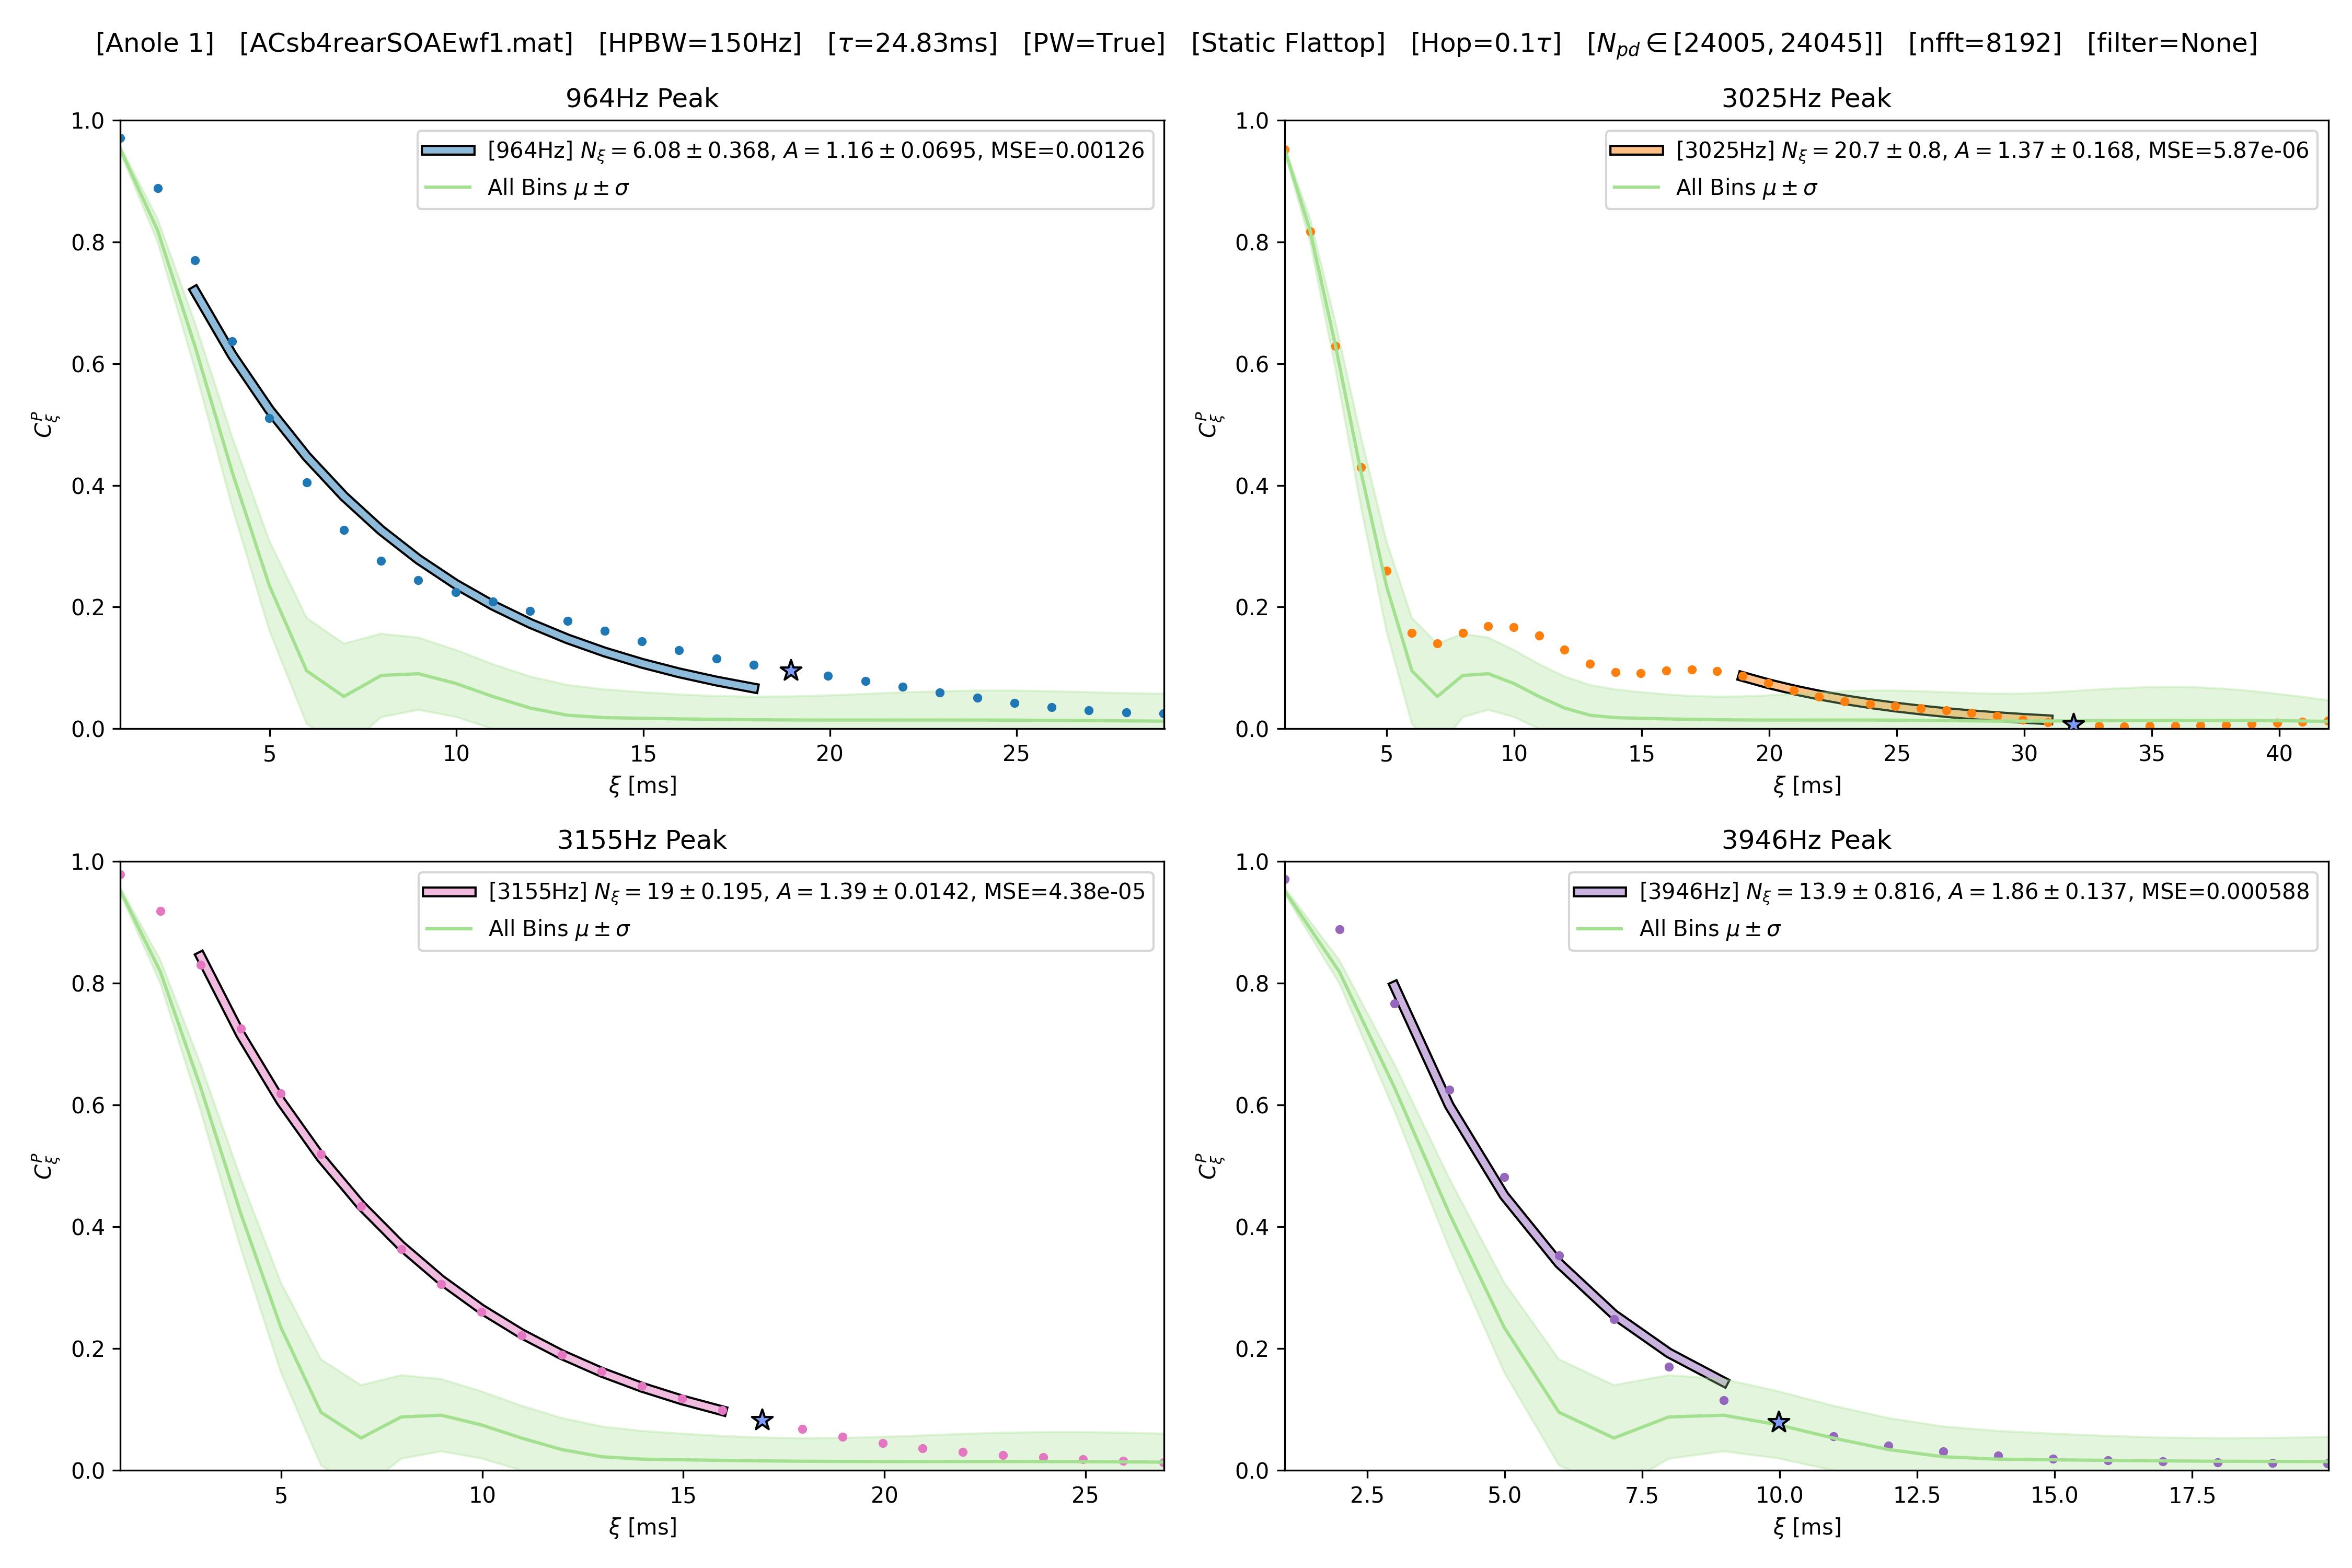 [Anole 1] [ACsb4rearSOAEwf1.mat] [HPBW=150Hz] [τ=24.83ms] [PW=True] [Static Flattop] [Hop=0.1τ] [N_pd ∈ [24005, 24045]] [nfft=8192] [filter=None]
964Hz Peak
[964Hz] N_ξ = 6.08 ± 0.368, A = 1.16 ± 0.0695, MSE=0.00126
All Bins μ ± σ
1.0
0.8
0.6
0.4
0.2
0.0
C_ξ^P
5 10 15 20 25
ξ [ms]
3025Hz Peak
[3025Hz] N_ξ = 20.7 ± 0.8, A = 1.37 ± 0.168, MSE=5.87e-06
All Bins μ ± σ
1.0
0.8
0.6
0.4
0.2
0.0
C_ξ^P
5 10 15 20 25 30 35 40
ξ [ms]
3155Hz Peak
[3155Hz] N_ξ = 19 ± 0.195, A = 1.39 ± 0.0142, MSE=4.38e-05
All Bins μ ± σ
1.0
0.8
0.6
0.4
0.2
0.0
C_ξ^P
5 10 15 20 25
ξ [ms]
3946Hz Peak
[3946Hz] N_ξ = 13.9 ± 0.816, A = 1.86 ± 0.137, MSE=0.000588
All Bins μ ± σ
1.0
0.8
0.6
0.4
0.2
0.0
C_ξ^P
2.5 5.0 7.5 10.0 12.5 15.0 17.5
ξ [ms]